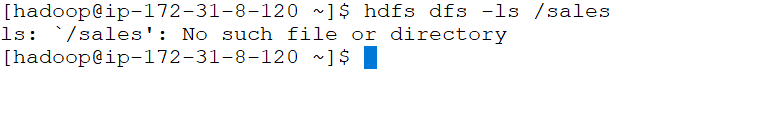 [hadoop@ip-172-31-8-120 ~]$ hdfs dfs -ls /sales
ls: `/sales': No such file or directory
[hadoop@ip-172-31-8-120 ~]$